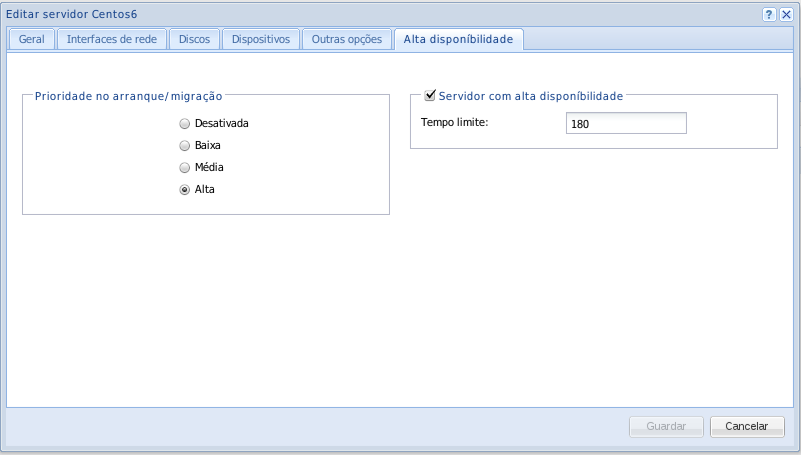 Editar servidor Centos6
?
Geral Interfaces de rede Discos Dispositivos Outras opções Alta disponíbilidade
Prioridade no arranque/migração
Desativada
Baixa
Média
Alta
Servidor com alta disponíbilidade
Tempo limite: 180
Guardar Cancelar